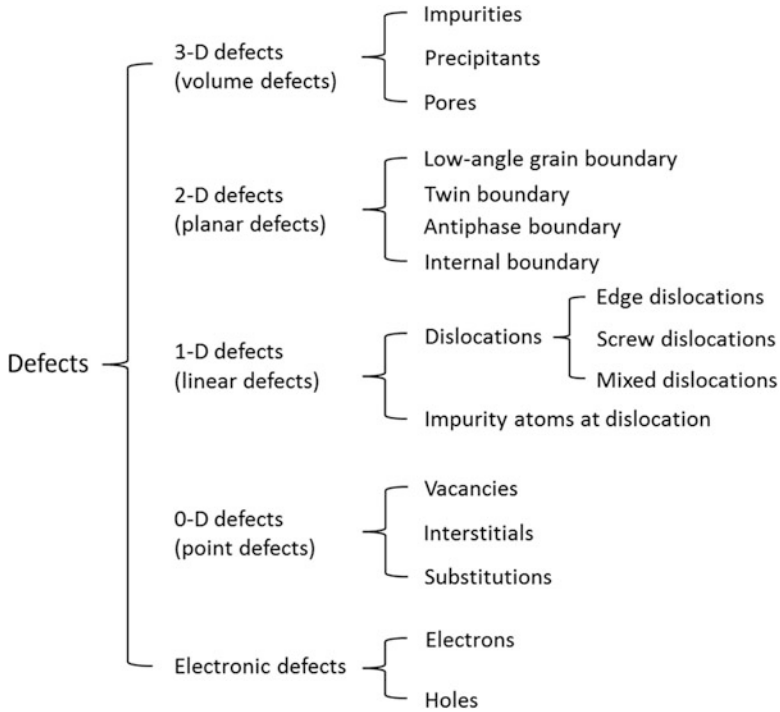 Defects
3-D defects
(volume defects)
Impurities
Precipitants
Pores
2-D defects
(planar defects)
Low-angle grain boundary
Twin boundary
Antiphase boundary
Internal boundary
1-D defects
(linear defects)
Dislocations
Edge dislocations
Screw dislocations
Mixed dislocations
Impurity atoms at dislocation
0-D defects
(point defects)
Vacancies
Interstitials
Substitutions
Electronic defects
Electrons
Holes